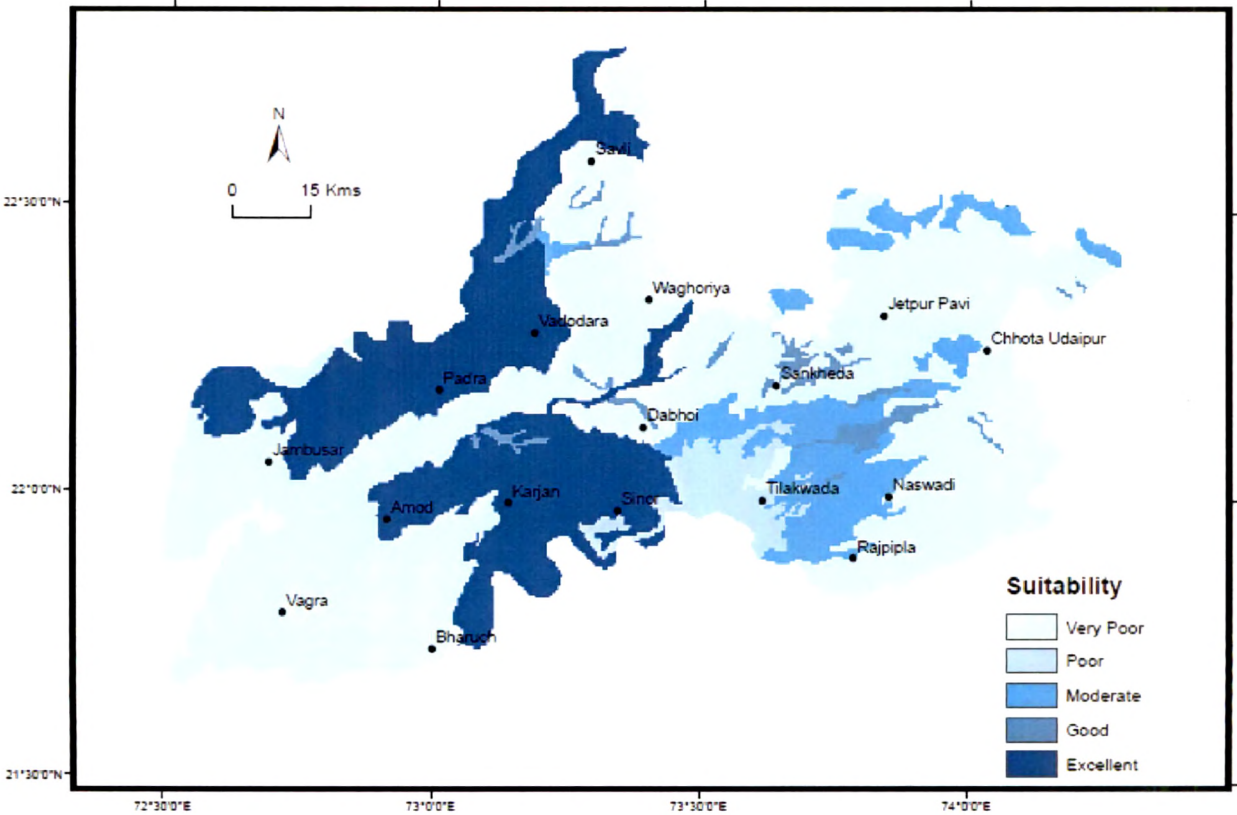 N
0 15 Kms
22°30'0"N
Savli
Waghoriya
Jetpur Pavi
Vadodara
Chhota Udaipur
Padra
Sankheda
Dabhoi
Jambusar
22°0'0"N
Amod
Karjan
Sinor
Tilakwada
Naswadi
Rajpipla
Vagra
Bharuch
Suitability
Very Poor
Poor
Moderate
Good
Excellent
21°30'0"N
72°30'0"E 73°0'0"E 73°30'0"E 74°0'0"E